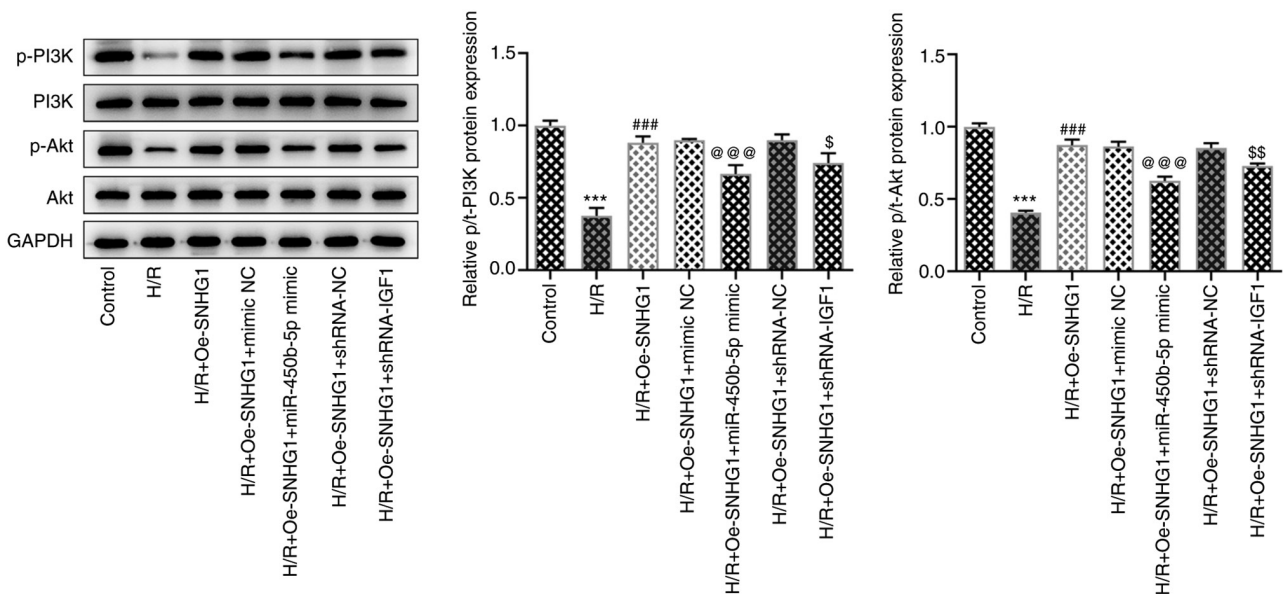 p-PI3K
PI3K
p-Akt
Akt
GAPDH
Control
H/R
H/R+Oe-SNHG1
H/R+Oe-SNHG1+mimic NC
H/R+Oe-SNHG1+miR-450b-5p mimic
H/R+Oe-SNHG1+shRNA-NC
H/R+Oe-SNHG1+shRNA-IGF1
Relative p/t-PI3K protein expression
1.5
1.0
0.5
0.0
***
###
@@@
$
Control
H/R
H/R+Oe-SNHG1
H/R+Oe-SNHG1+mimic NC
H/R+Oe-SNHG1+miR-450b-5p mimic
H/R+Oe-SNHG1+shRNA-NC
H/R+Oe-SNHG1+shRNA-IGF1
Relative p/t-Akt protein expression
1.5
1.0
0.5
0.0
***
###
@@@
$$
Control
H/R
H/R+Oe-SNHG1
H/R+Oe-SNHG1+mimic NC
H/R+Oe-SNHG1+miR-450b-5p mimic
H/R+Oe-SNHG1+shRNA-NC
H/R+Oe-SNHG1+shRNA-IGF1